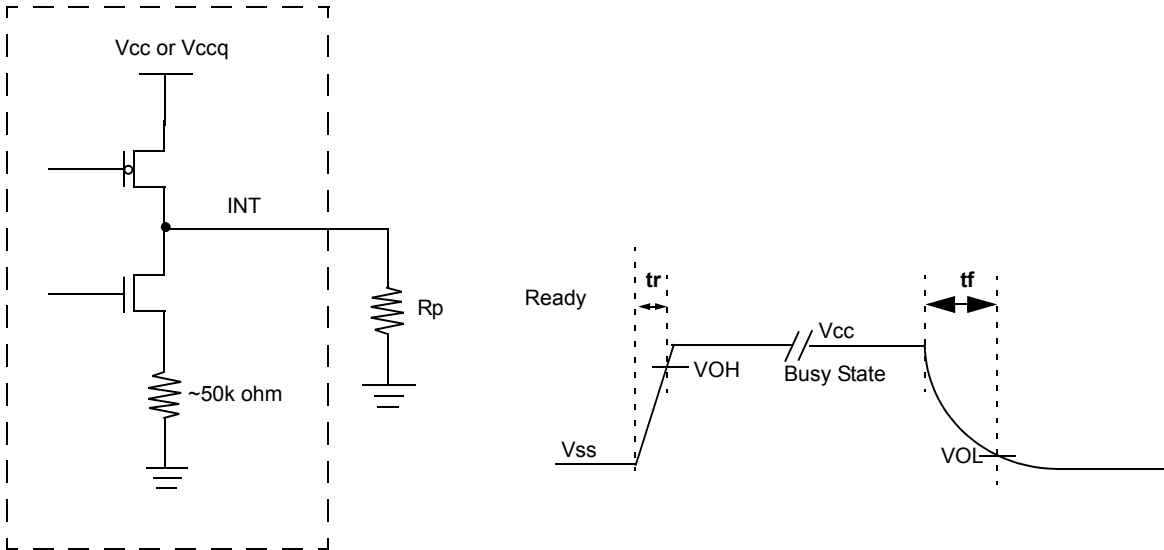 Vcc or Vccq
INT
Rp
~50k ohm
Ready
tr
tf
Vcc
VOH
Busy State
Vss
VOL